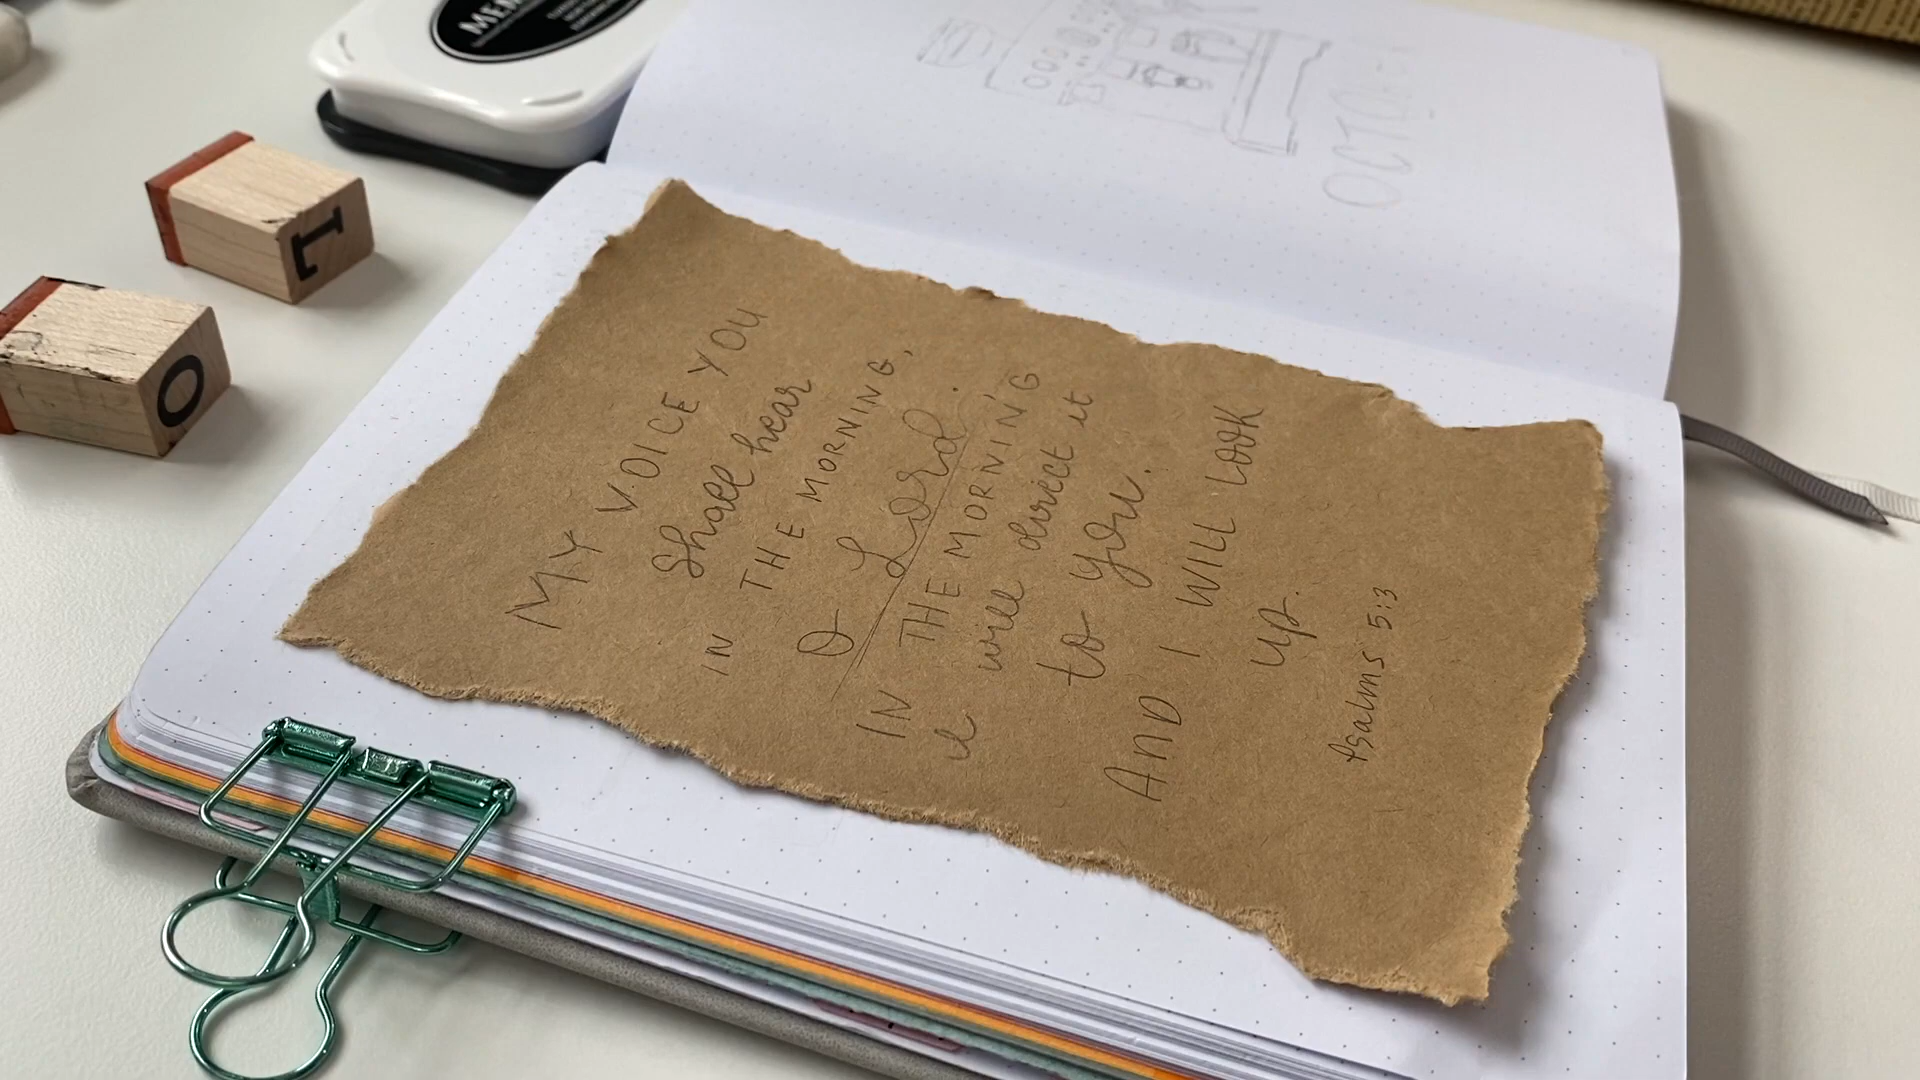 MY VOICE YOU
shall hear
IN THE MORNING,
O Lord.
IN THE MORNING
I will direct it
to you.
AND I WILL LOOK
up.
Psalms 5:3
I
O